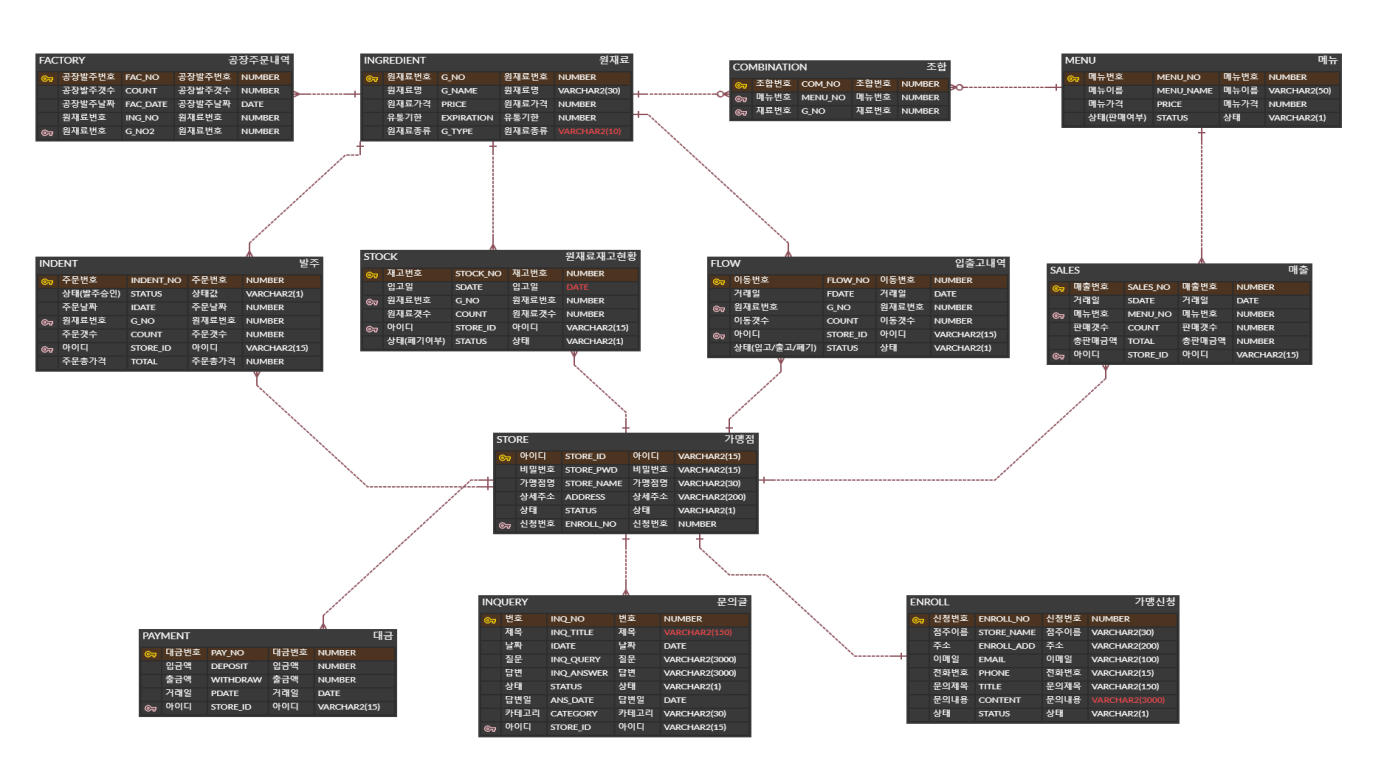 FACTORY 공장주문내역
공장발주번호 FAC_NO 공장발주번호 NUMBER
공장발주갯수 COUNT 공장발주갯수 NUMBER
공장발주날짜 FAC_DATE 공장발주날짜 DATE
원재료번호 ING_NO 원재료번호 NUMBER
원재료번호 G_NO2 원재료번호 NUMBER
INGREDIENT 원재료
원재료번호 G_NO 원재료번호 NUMBER
원재료명 G_NAME 원재료명 VARCHAR2(30)
원재료가격 PRICE 원재료가격 NUMBER
유통기한 EXPIRATION 유통기한 NUMBER
원재료종류 G_TYPE 원재료종류 VARCHAR2(10)
COMBINATION 조합
조합번호 COM_NO 조합번호 NUMBER
메뉴번호 MENU_NO 메뉴번호 NUMBER
재료번호 G_NO 재료번호 NUMBER
MENU 메뉴
메뉴번호 MENU_NO 메뉴번호 NUMBER
메뉴이름 MENU_NAME 메뉴이름 VARCHAR2(50)
메뉴가격 PRICE 메뉴가격 NUMBER
상태(판매여부) STATUS 상태 VARCHAR2(1)
INDENT 발주
주문번호 INDENT_NO 주문번호 NUMBER
상태(발주승인) STATUS 상태값 VARCHAR2(1)
주문날짜 IDATE 주문날짜 NUMBER
원재료번호 G_NO 원재료번호 NUMBER
주문갯수 COUNT 주문갯수 NUMBER
아이디 STORE_ID 아이디 VARCHAR2(15)
주문총가격 TOTAL 주문총가격 NUMBER
STOCK 원재료재고현황
재고번호 STOCK_NO 재고번호 NUMBER
입고일 SDATE 입고일 DATE
원재료번호 G_NO 원재료번호 NUMBER
원재료갯수 COUNT 원재료갯수 NUMBER
아이디 STORE_ID 아이디 VARCHAR2(15)
상태(폐기여부) STATUS 상태 VARCHAR2(1)
FLOW 입출고내역
이동번호 FLOW_NO 이동번호 NUMBER
거래일 FDATE 거래일 DATE
원재료번호 G_NO 원재료번호 NUMBER
이동갯수 COUNT 이동갯수 NUMBER
아이디 STORE_ID 아이디 VARCHAR2(15)
상태(입고/출고/폐기) STATUS 상태 VARCHAR2(1)
SALES 매출
매출번호 SALES_NO 매출번호 NUMBER
거래일 SDATE 거래일 DATE
메뉴번호 MENU_NO 메뉴번호 NUMBER
판매갯수 COUNT 판매갯수 NUMBER
총판매금액 TOTAL 총판매금액 NUMBER
아이디 STORE_ID 아이디 VARCHAR2(15)
STORE 가맹점
아이디 STORE_ID 아이디 VARCHAR2(15)
비밀번호 STORE_PWD 비밀번호 VARCHAR2(15)
가맹점명 STORE_NAME 가맹점명 VARCHAR2(30)
상세주소 ADDRESS 상세주소 VARCHAR2(200)
상태 STATUS 상태 VARCHAR2(1)
신청번호 ENROLL_NO 신청번호 NUMBER
PAYMENT 대금
대금번호 PAY_NO 대금번호 NUMBER
입금액 DEPOSIT 입금액 NUMBER
출금액 WITHDRAW 출금액 NUMBER
거래일 PDATE 거래일 DATE
아이디 STORE_ID 아이디 VARCHAR2(15)
INQUERY 문의글
번호 INQ_NO 번호 NUMBER
제목 INQ_TITLE 제목 VARCHAR2(150)
날짜 IDATE 날짜 DATE
질문 INQ_QUERY 질문 VARCHAR2(3000)
답변 INQ_ANSWER 답변 VARCHAR2(3000)
상태 STATUS 상태 VARCHAR2(1)
답변일 ANS_DATE 답변일 DATE
카테고리 CATEGORY 카테고리 VARCHAR2(30)
아이디 STORE_ID 아이디 VARCHAR2(15)
ENROLL 가맹신청
신청번호 ENROLL_NO 신청번호 NUMBER
점주이름 STORE_NAME 점주이름 VARCHAR2(30)
주소 ENROLL_ADD 주소 VARCHAR2(200)
이메일 EMAIL 이메일 VARCHAR2(100)
전화번호 PHONE 전화번호 VARCHAR2(15)
문의제목 TITLE 문의제목 VARCHAR2(150)
문의내용 CONTENT 문의내용 VARCHAR2(3000)
상태 STATUS 상태 VARCHAR2(1)